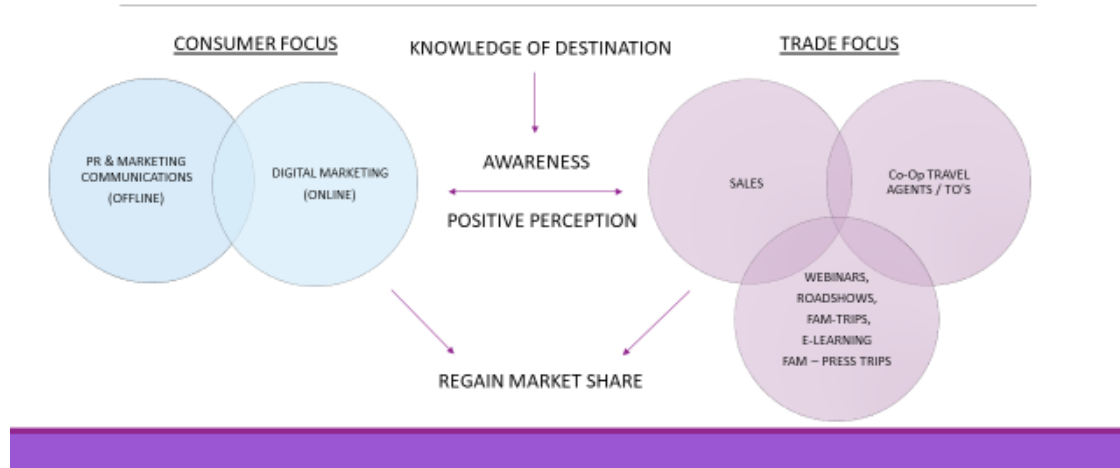 CONSUMER FOCUS
KNOWLEDGE OF DESTINATION
TRADE FOCUS
PR & MARKETING
COMMUNICATIONS
(OFFLINE)
DIGITAL MARKETING
(ONLINE)
AWARENESS
POSITIVE PERCEPTION
SALES
Co-Op TRAVEL
AGENTS / TO'S
WEBINARS,
ROADSHOWS,
FAM-TRIPS,
E-LEARNING
FAM – PRESS TRIPS
REGAIN MARKET SHARE